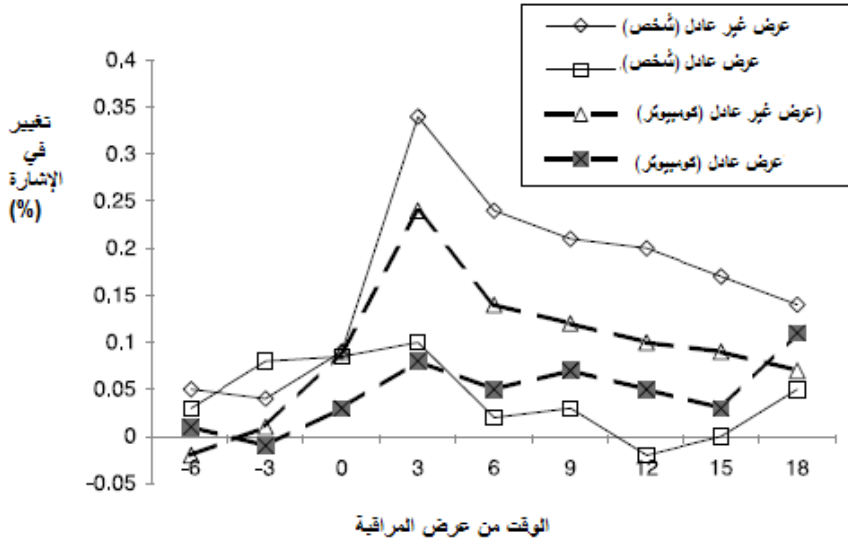 عرض غير عادل (شخص)
عرض عادل (شخص).
(عرض غير عادل (كومبيوتر)
عرض عادل (كومبيوتر)
تغيير
في
الإشارة
(%)
0.4
0.35
0.3
0.25
0.2
0.15
0.1
0.05
0
-0.05
-6 -3 0 3 6 9 12 15 18
الوقت من عرض المراقبة